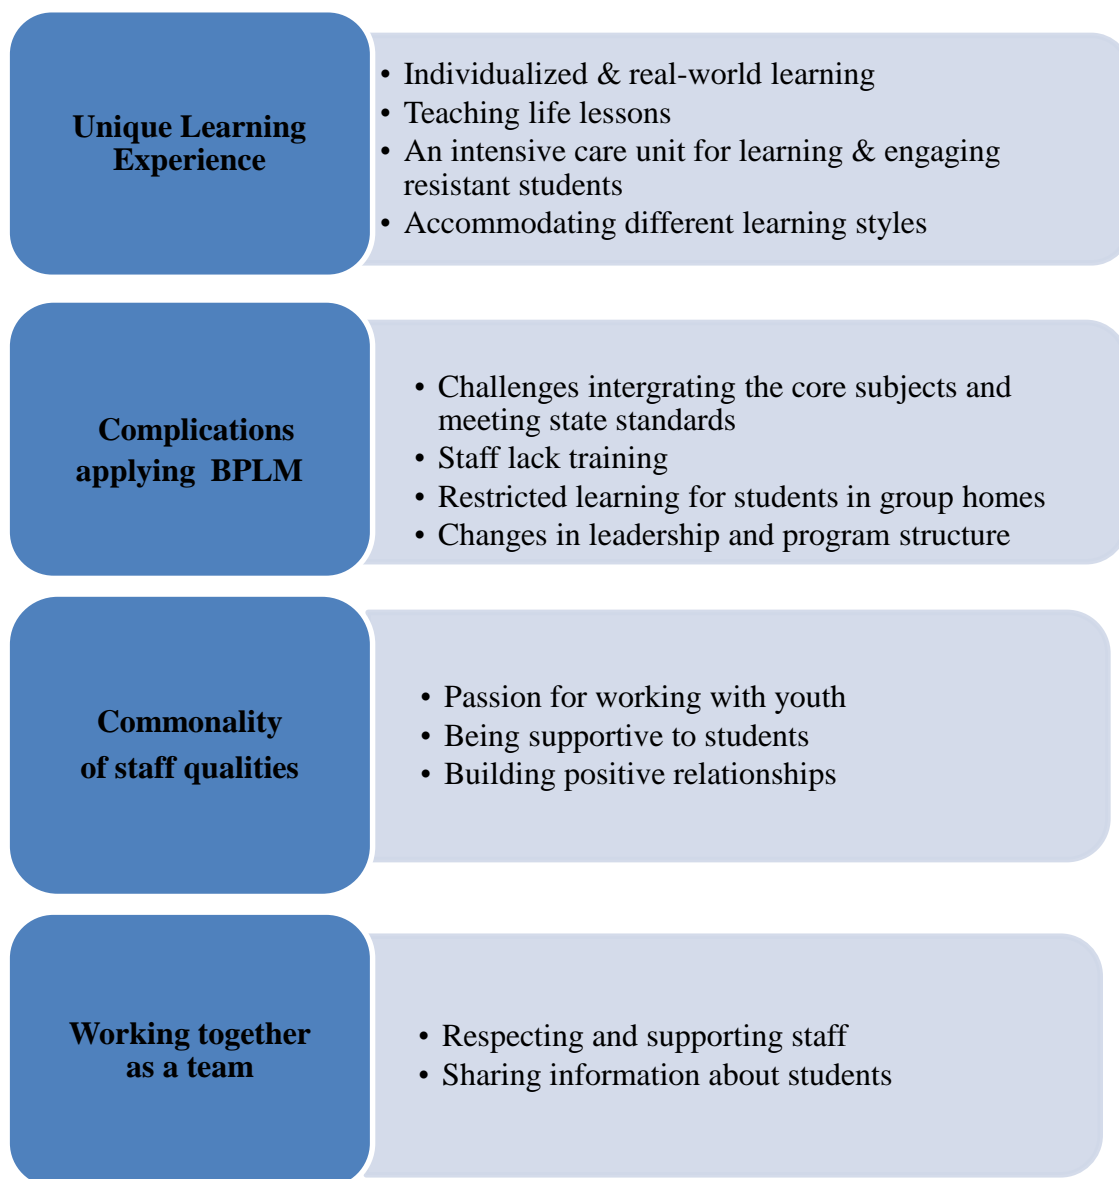 Unique Learning
Experience
• Individualized & real-world learning
• Teaching life lessons
• An intensive care unit for learning & engaging
resistant students
• Accommodating different learning styles
Complications
applying BPLM
• Challenges intergrating the core subjects and
meeting state standards
• Staff lack training
• Restricted learning for students in group homes
• Changes in leadership and program structure
Commonality
of staff qualities
• Passion for working with youth
• Being supportive to students
• Building positive relationships
Working together
as a team
• Respecting and supporting staff
• Sharing information about students